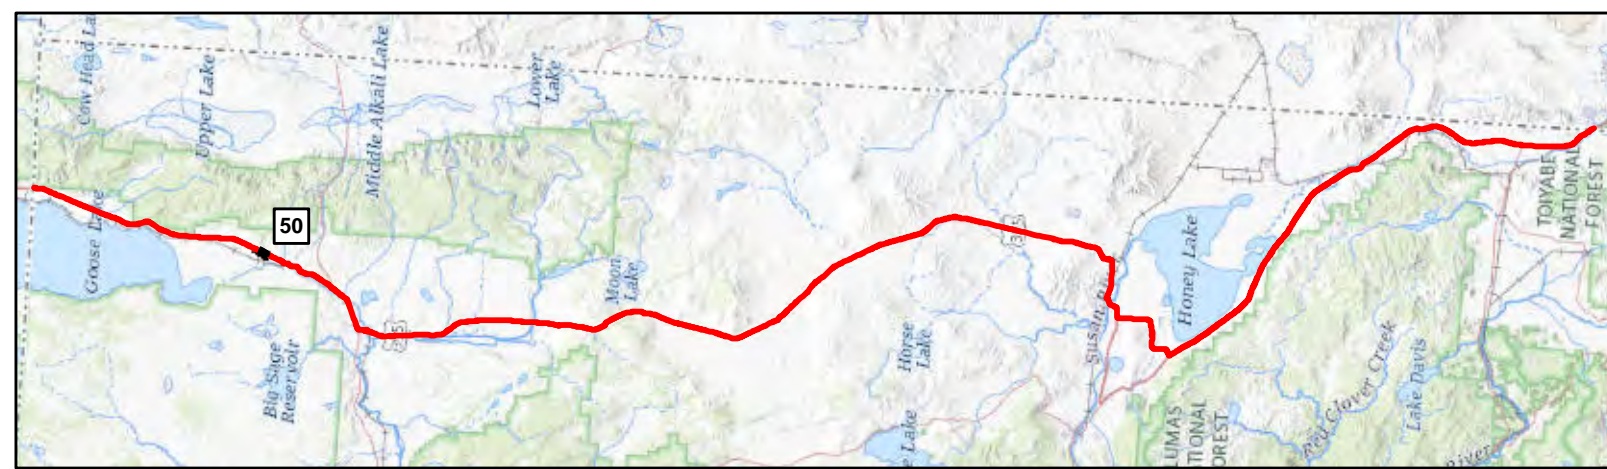 Cow Head La
Upper Lake
Middle Alkali Lake
Lower
Lake
Goose Lake
50
Moon
Lake
Big Sage
Reservoir
Horse
Lake
e Lake
Honey Lake
Red Clover Creek
Lake Davis
River
LUMAS
TIONAL
OREST
TOIYABE
NATIONAL
FOREST